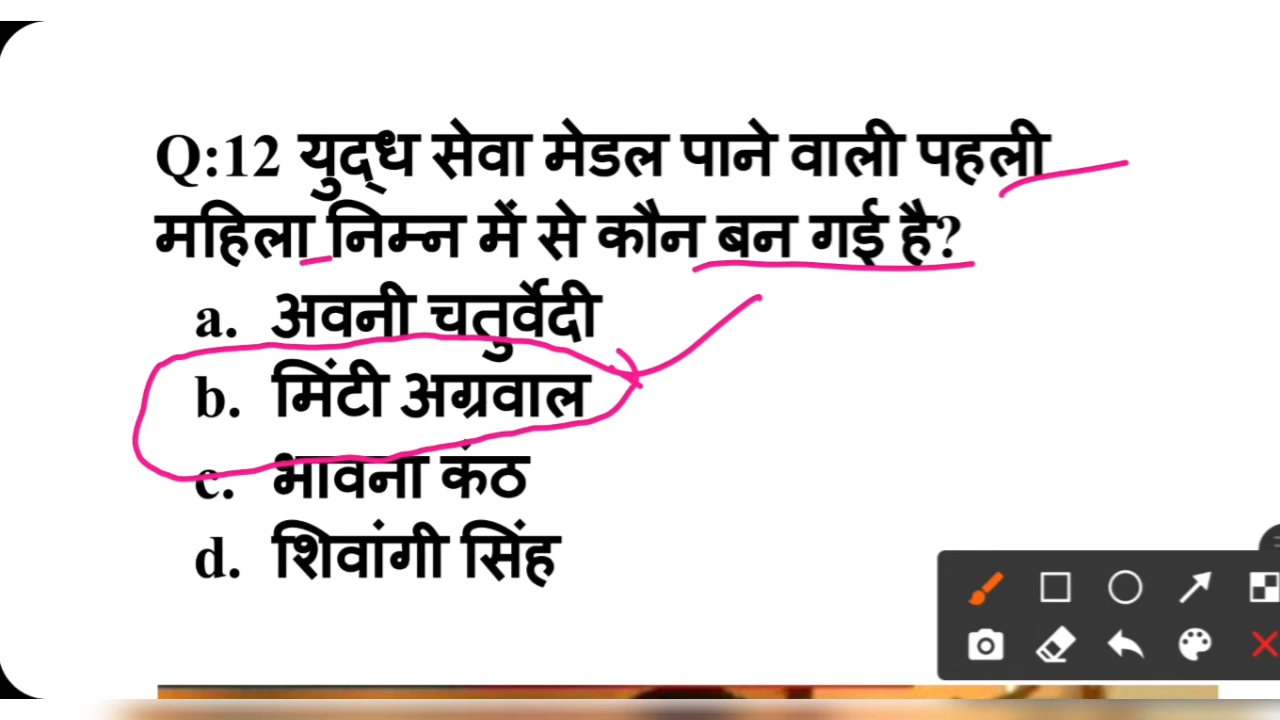 Q:12 युद्ध सेवा मेडल पाने वाली पहली
महिला निम्न में से कौन बन गई है?
a. अवनी चतुर्वेदी
b. मिंटी अग्रवाल
c. भावना कंठ
d. शिवांगी सिंह